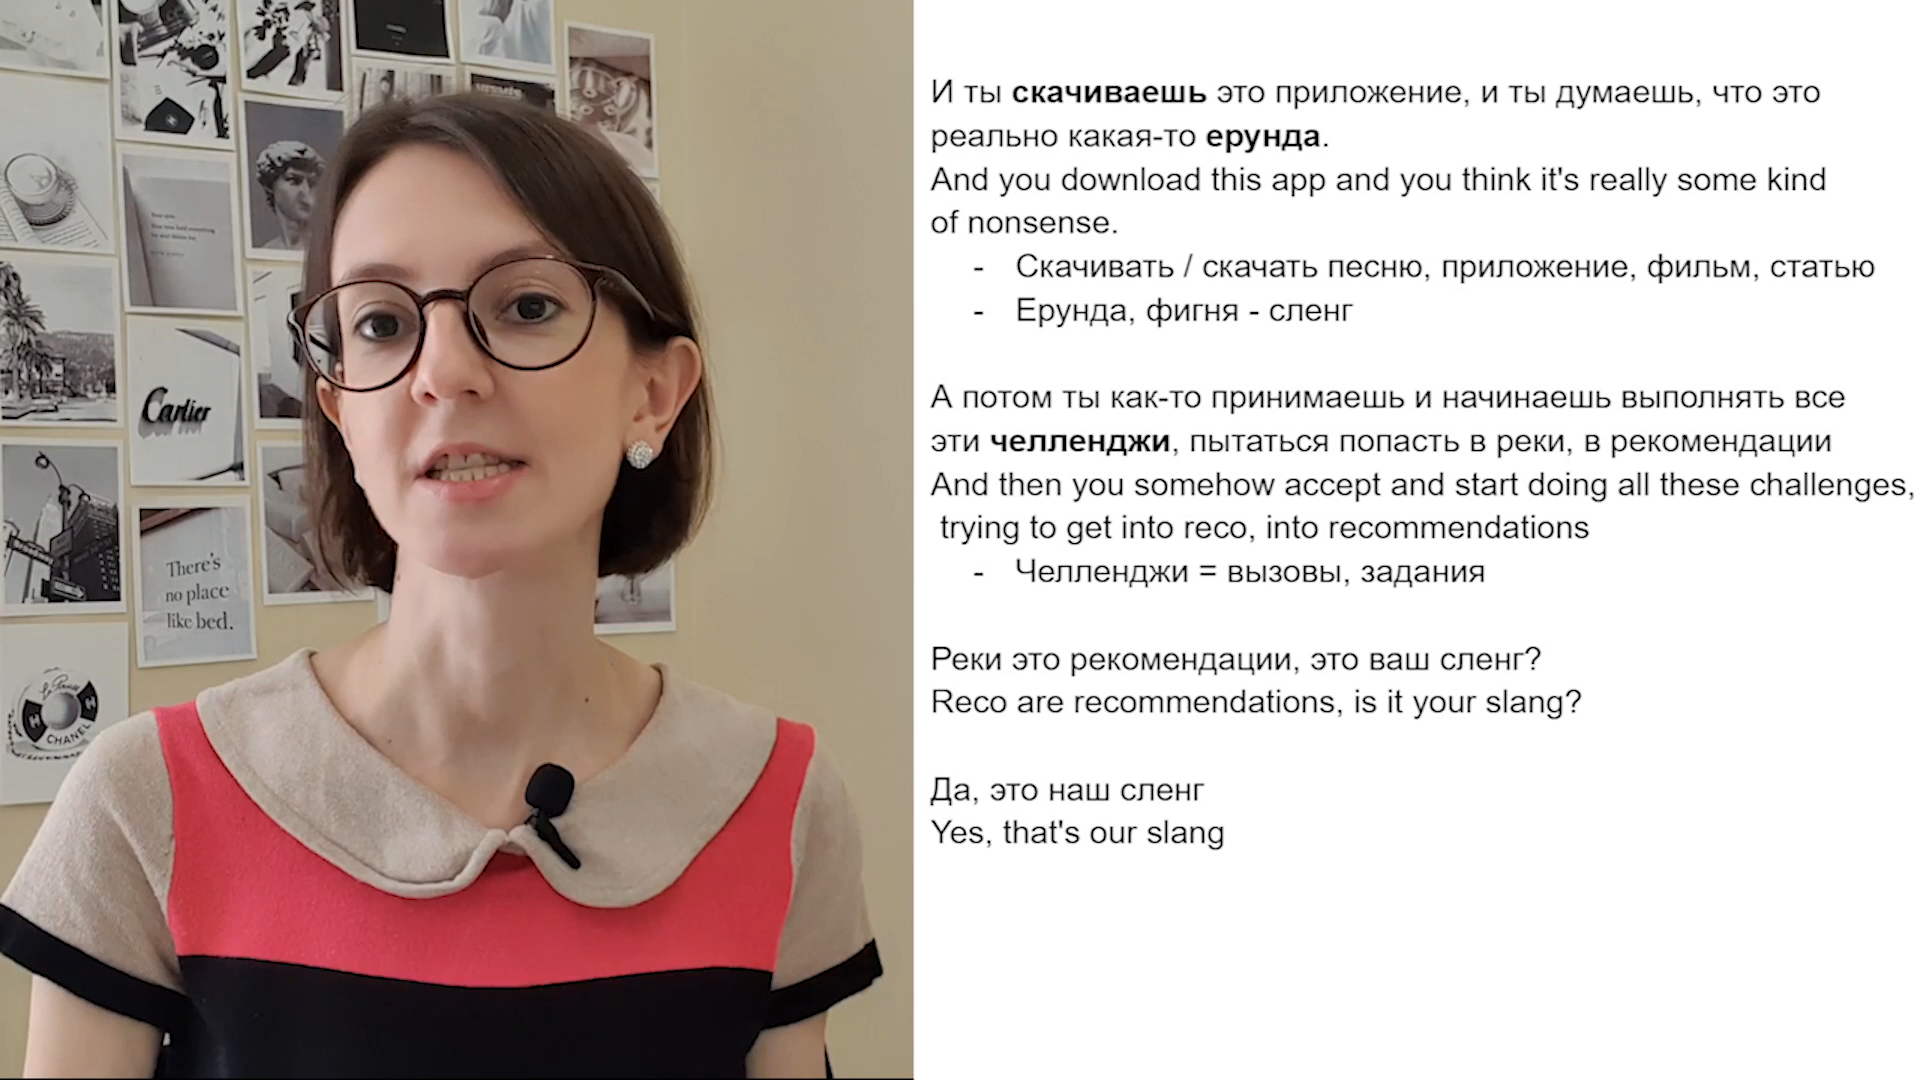 HERMES
Cartier
There's
no place
like bed.
CHANEL
И ты скачиваешь это приложение, и ты думаешь, что это
реально какая-то ерунда.
And you download this app and you think it's really some kind
of nonsense.
- Скачивать / скачать песню, приложение, фильм, статью
- Ерунда, фигня - сленг
А потом ты как-то принимаешь и начинаешь выполнять все
эти челленджи, пытаться попасть в реки, в рекомендации
And then you somehow accept and start doing all these challenges,
trying to get into reco, into recommendations
- Челленджи = вызовы, задания
Реки это рекомендации, это ваш сленг?
Reco are recommendations, is it your slang?
Да, это наш сленг
Yes, that's our slang